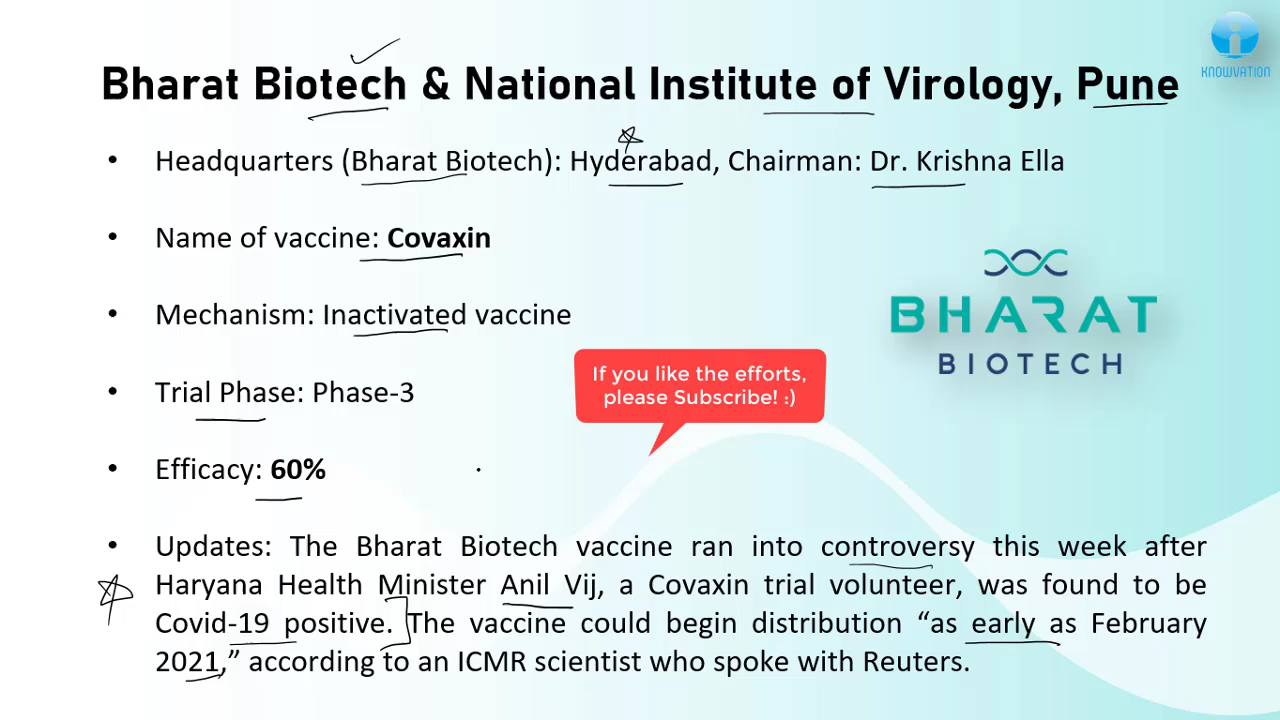 KNOWVATION
Bharat Biotech & National Institute of Virology, Pune
• Headquarters (Bharat Biotech): Hyderabad, Chairman: Dr. Krishna Ella
• Name of vaccine: Covaxin
• Mechanism: Inactivated vaccine
BHARAT
BIOTECH
If you like the efforts,
please Subscribe! :)
• Trial Phase: Phase-3
• Efficacy: 60%
• Updates: The Bharat Biotech vaccine ran into controversy this week after
Haryana Health Minister Anil Vij, a Covaxin trial volunteer, was found to be
Covid-19 positive. The vaccine could begin distribution “as early as February
2021,” according to an ICMR scientist who spoke with Reuters.